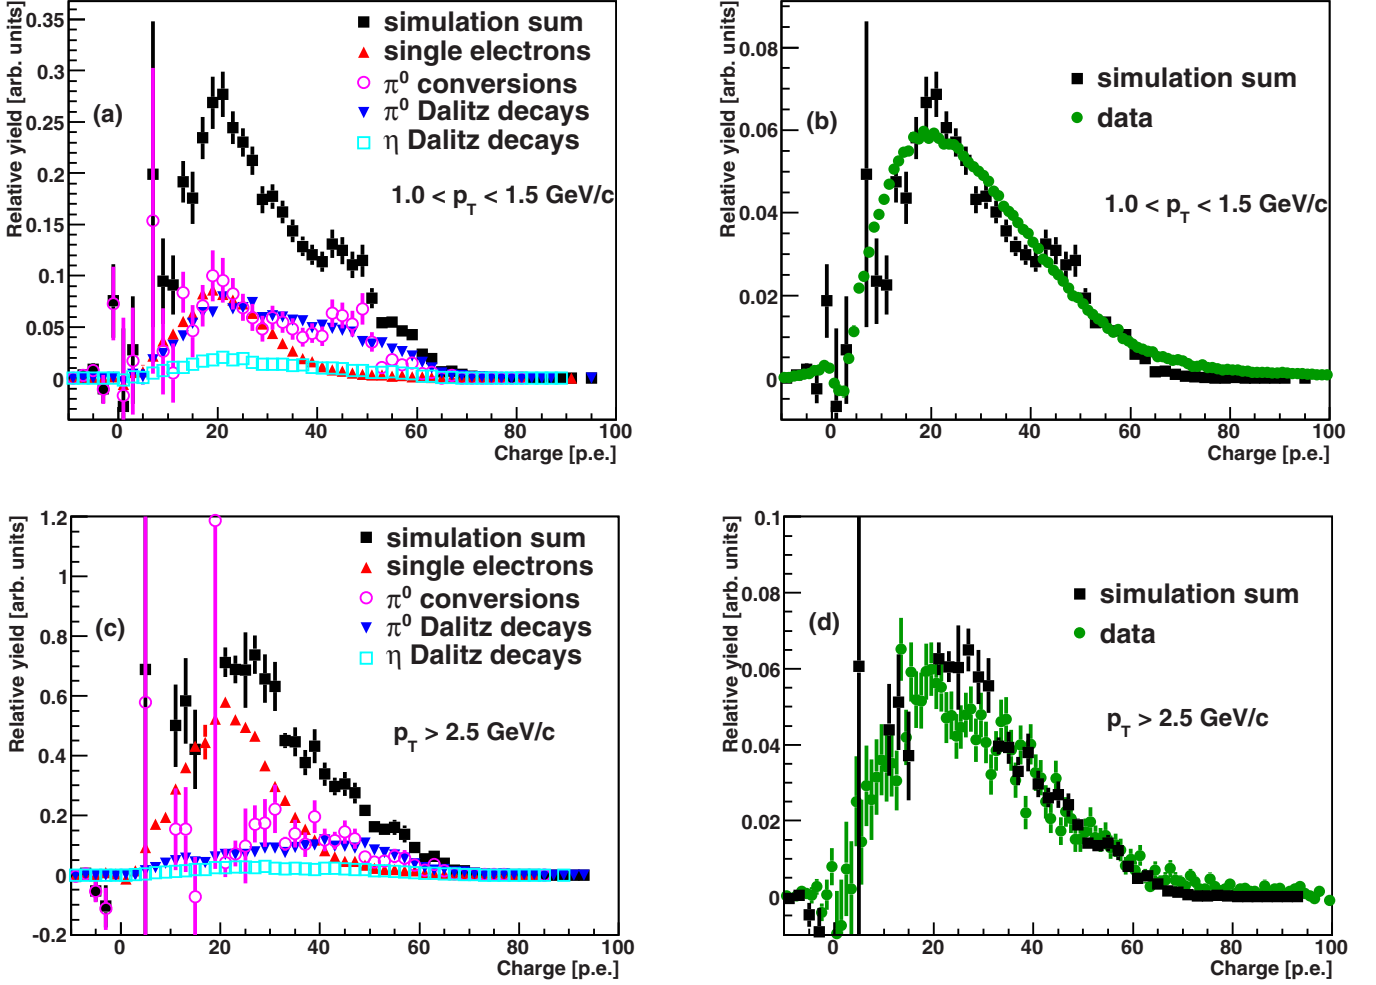 Relative yield [arb. units]
0.35
0.3
0.25
0.2
0.15
0.1
0.05
0
(a)
simulation sum
single electrons
π⁰ conversions
π⁰ Dalitz decays
η Dalitz decays
1.0 < p_T < 1.5 GeV/c
0 20 40 60 80 100
Charge [p.e.]
Relative yield [arb. units]
0.08
0.06
0.04
0.02
0
(b)
simulation sum
data
1.0 < p_T < 1.5 GeV/c
0 20 40 60 80 100
Charge [p.e.]
Relative yield [arb. units]
1.2
1
0.8
0.6
0.4
0.2
0
-0.2
(c)
simulation sum
single electrons
π⁰ conversions
π⁰ Dalitz decays
η Dalitz decays
p_T > 2.5 GeV/c
0 20 40 60 80 100
Charge [p.e.]
Relative yield [arb. units]
0.1
0.08
0.06
0.04
0.02
0
(d)
simulation sum
data
p_T > 2.5 GeV/c
0 20 40 60 80 100
Charge [p.e.]